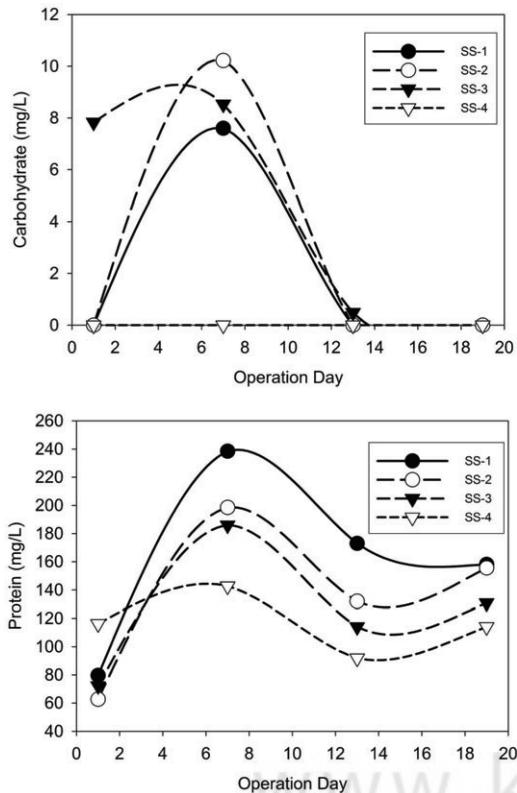 12
10
8
6
4
2
0
Carbohydrate (mg/L)
SS-1
SS-2
SS-3
SS-4
0 2 4 6 8 10 12 14 16 18 20
Operation Day
260
240
220
200
180
160
140
120
100
80
60
40
Protein (mg/L)
SS-1
SS-2
SS-3
SS-4
0 2 4 6 8 10 12 14 16 18 20
Operation Day
www.k